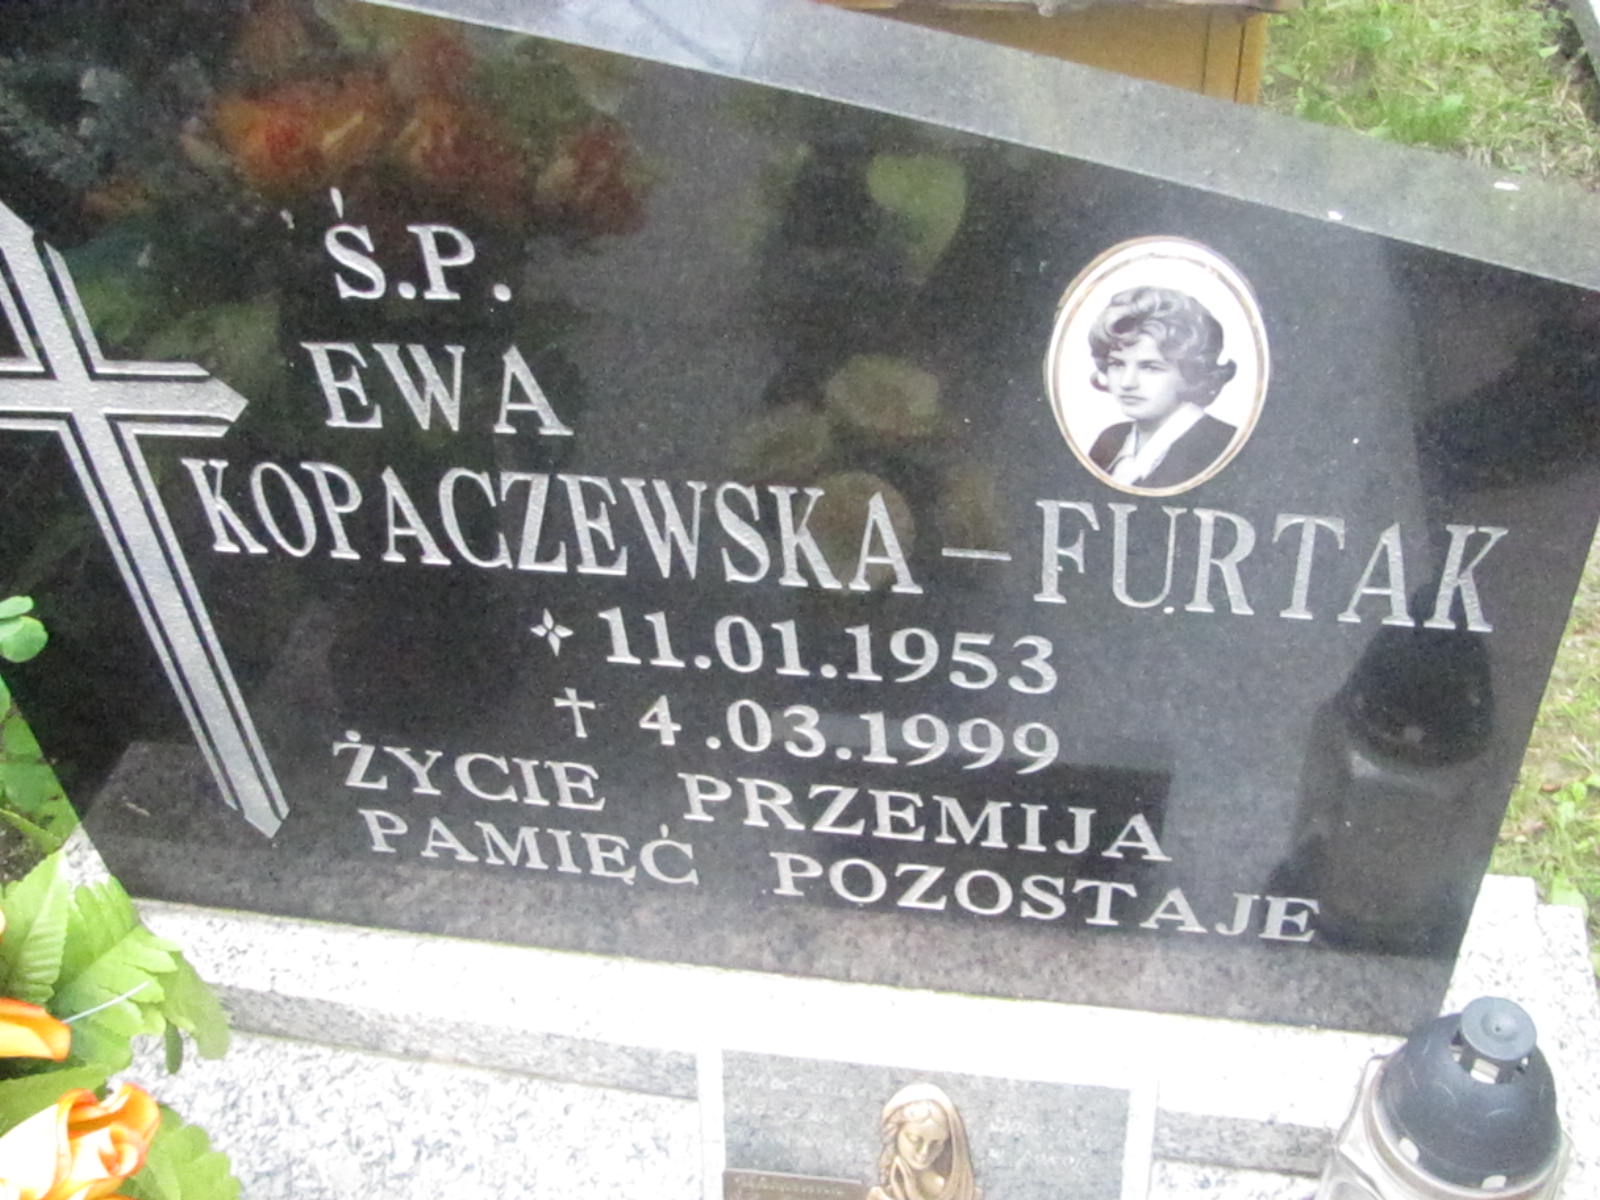 Ś.P.
EWA
KOPACZEWSKA – FURTAK
11.01.1953
† 4.03.1999
ŻYCIE PRZEMIJA
PAMIĘĆ POZOSTAJE